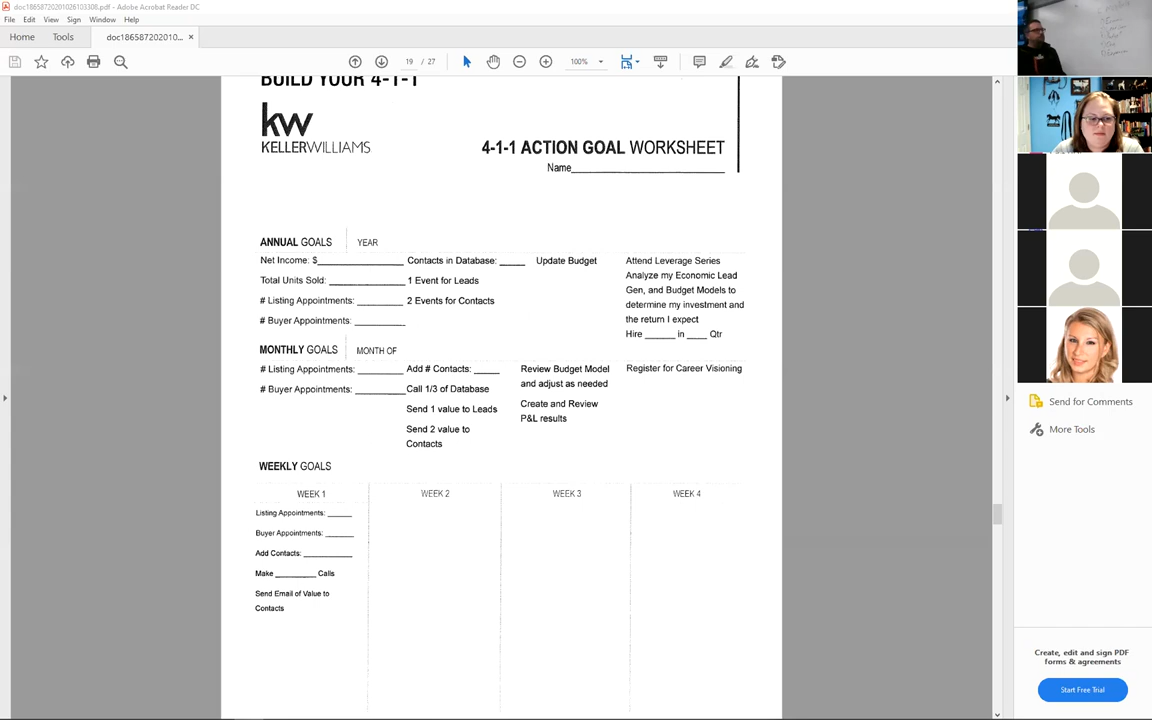 doc18658720201026103308.pdf - Adobe Acrobat Reader DC
File Edit View Sign Window Help
Home Tools doc186587202010... ×
19 / 27 100%
BUILD YOUR 4-1-1
kw
KELLERWILLIAMS
4-1-1 ACTION GOAL WORKSHEET
Name
ANNUAL GOALS YEAR
Net Income: $ Contacts in Database: Update Budget Attend Leverage Series
Analyze my Economic Lead
Total Units Sold: 1 Event for Leads
Gen, and Budget Models to
# Listing Appointments: 2 Events for Contacts
determine my investment and
the return I expect
# Buyer Appointments:
Hire in Qtr
MONTHLY GOALS MONTH OF
# Listing Appointments: Add # Contacts: Review Budget Model Register for Career Visioning
and adjust as needed
# Buyer Appointments: Call 1/3 of Database
Create and Review
Send 1 value to Leads
P&L results
Send 2 value to
Contacts
WEEKLY GOALS
WEEK 1 WEEK 2 WEEK 3 WEEK 4
Listing Appointments:
Buyer Appointments:
Add Contacts:
Make Calls
Send Email of Value to
Contacts
Send for Comments
More Tools
Create, edit and sign PDF
forms & agreements
Start Free Trial